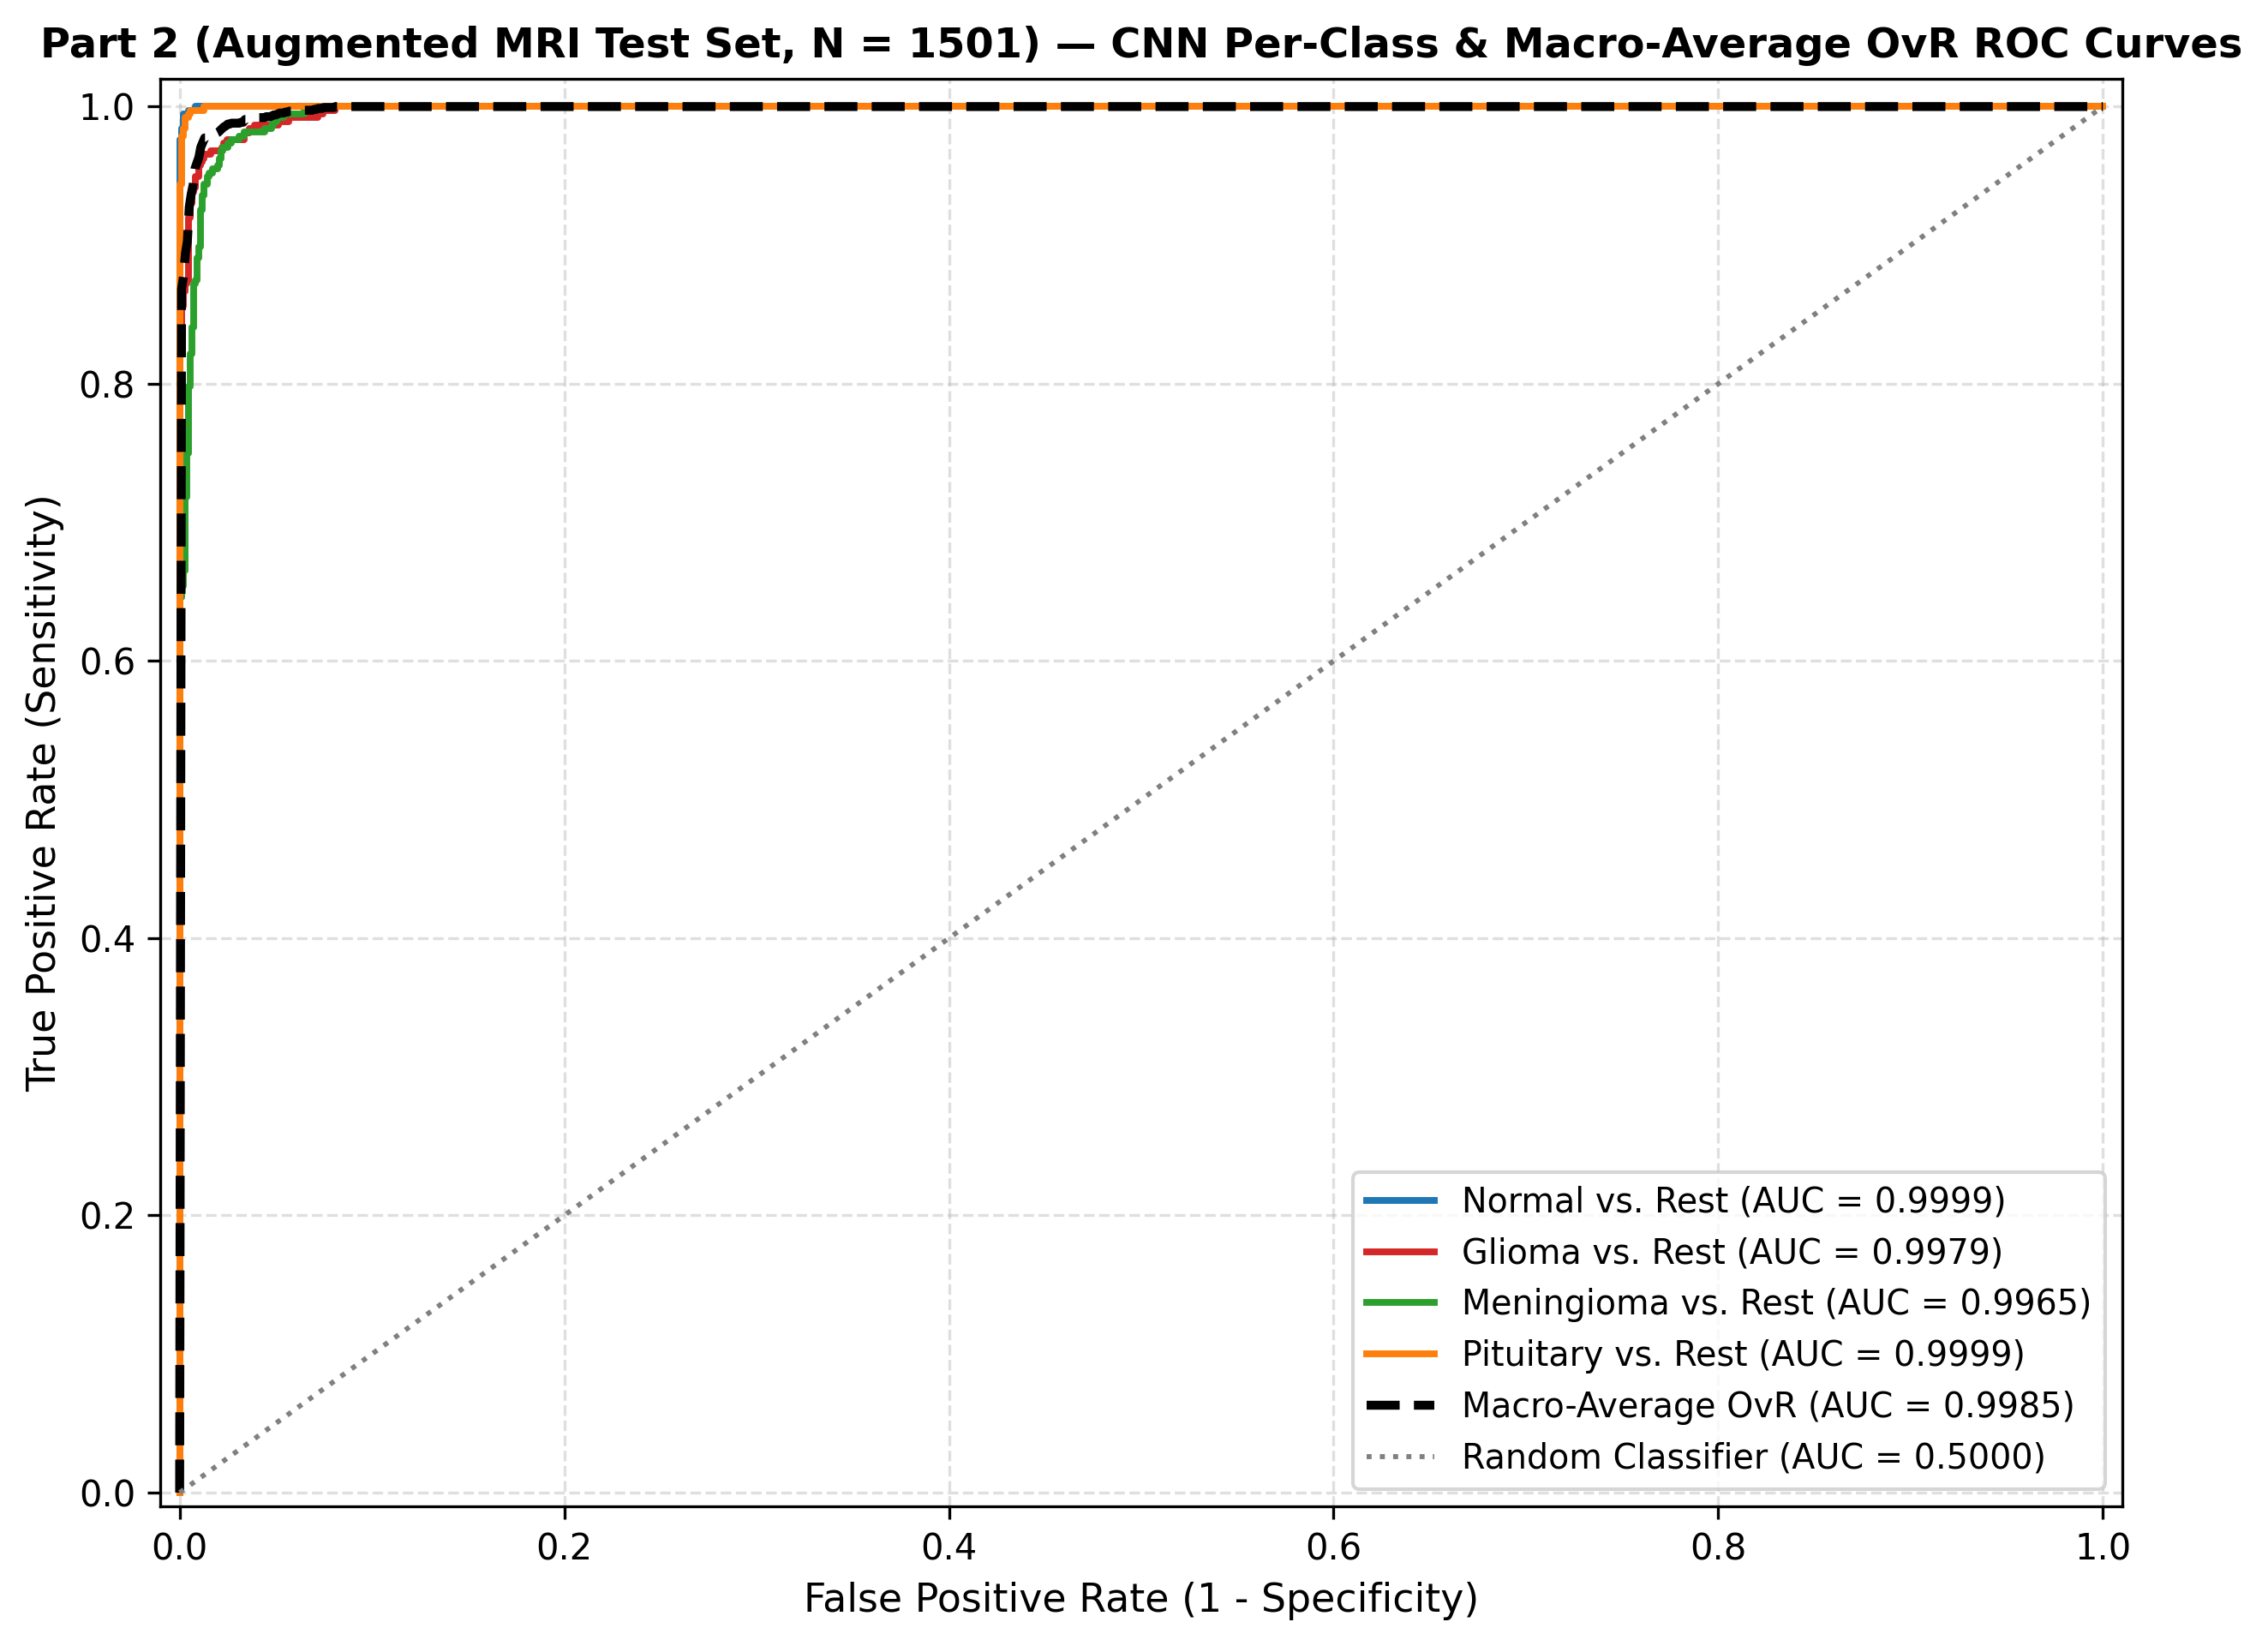 Part 2 (Augmented MRI Test Set, N = 1501) — CNN Per-Class & Macro-Average OvR ROC Curves
True Positive Rate (Sensitivity)
1.0
0.8
0.6
0.4
0.2
0.0
Normal vs. Rest (AUC = 0.9999)
Glioma vs. Rest (AUC = 0.9979)
Meningioma vs. Rest (AUC = 0.9965)
Pituitary vs. Rest (AUC = 0.9999)
Macro-Average OvR (AUC = 0.9985)
Random Classifier (AUC = 0.5000)
0.0 0.2 0.4 0.6 0.8 1.0
False Positive Rate (1 - Specificity)